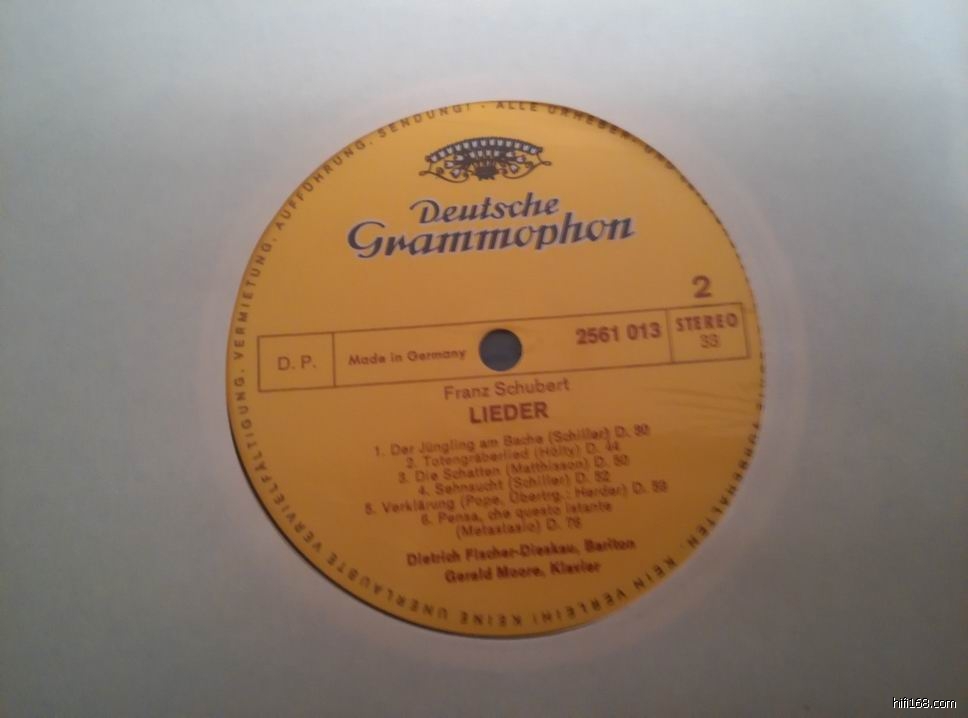 SENDUNG! · ALLE URHEBER
Deutsche
Grammophon
2
D. P.
Made in Germany
2561 013
STEREO
33
Franz Schubert
LIEDER
1. Der Jüngling am Bache (Schiller) D. 30
2. Totengräberlied (Hölty) D. 44
3. Die Schatten (Matthisson) D. 50
4. Sehnsucht (Schiller) D. 52
5. Verklärung (Pope, Übertrg.: Herder) D. 59
6. Pensa, che questo istante
(Metastasio) D. 76
Dietrich Fischer-Dieskau, Bariton
Gerald Moore, Klavier
KEIN VERLEIH! KEINE UNERLAUBTE VERVIELFÄLTIGUNG, VERMIETUNG, AUFFÜHRUNG,
hifi168.com